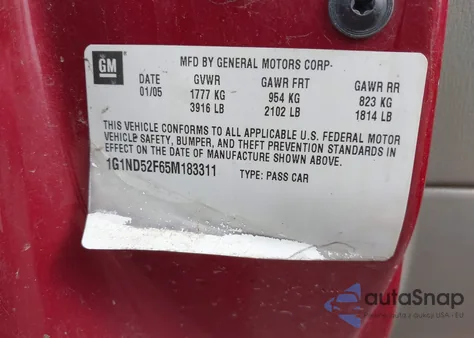 GM
MFD BY GENERAL MOTORS CORP-
DATE GVWR GAWR FRT GAWR RR
01/05 1777 KG 954 KG 823 KG
3916 LB 2102 LB 1814 LB
THIS VEHICLE CONFORMS TO ALL APPLICABLE U.S. FEDERAL MOTOR
VEHICLE SAFETY, BUMPER, AND THEFT PREVENTION STANDARDS IN
EFFECT ON THE DATE OF MANUFACTURE SHOWN ABOVE.
1G1ND52F65M183311 TYPE: PASS CAR
autaSnap